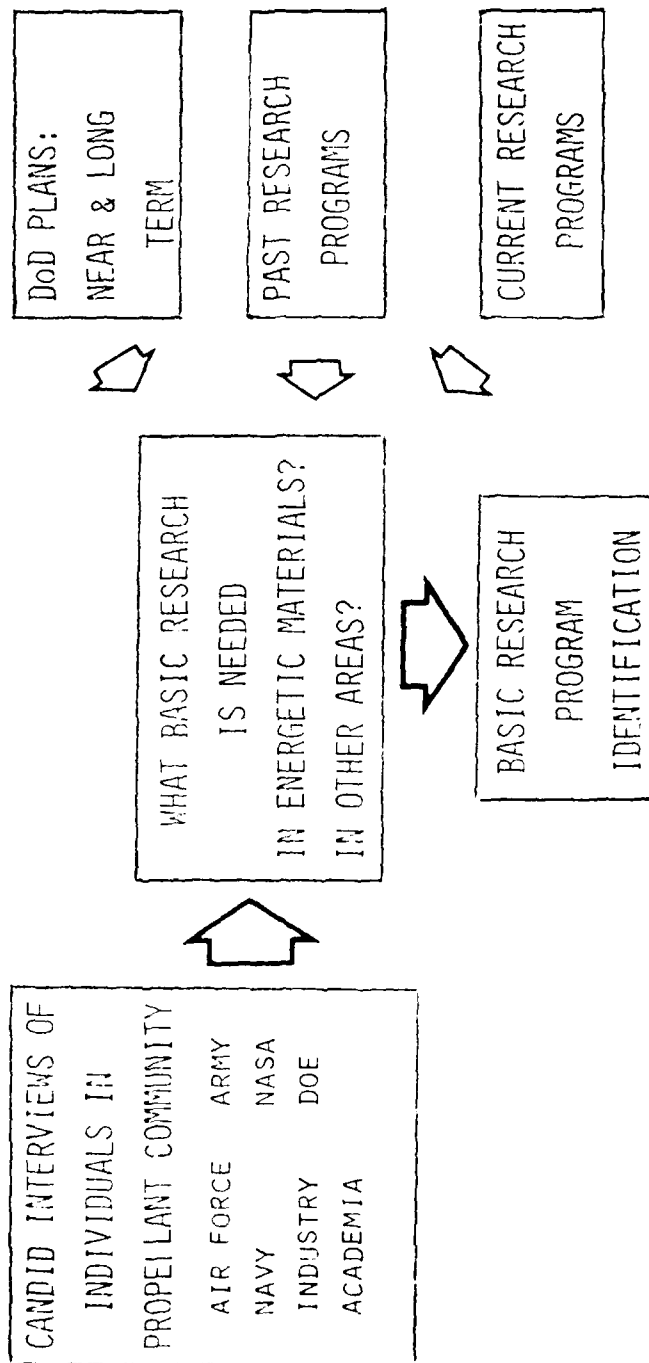 CANDID INTERVIEWS OF
INDIVIDUALS IN
PROPELLANT COMMUNITY
AIR FORCE ARMY
NAVY NASA
INDUSTRY DOE
ACADEMIA
WHAT BASIC RESEARCH
IS NEEDED
IN ENERGETIC MATERIALS?
IN OTHER AREAS?
BASIC RESEARCH
PROGRAM
IDENTIFICATION
DoD PLANS:
NEAR & LONG
TERM
PAST RESEARCH
PROGRAMS
CURRENT RESEARCH
PROGRAMS